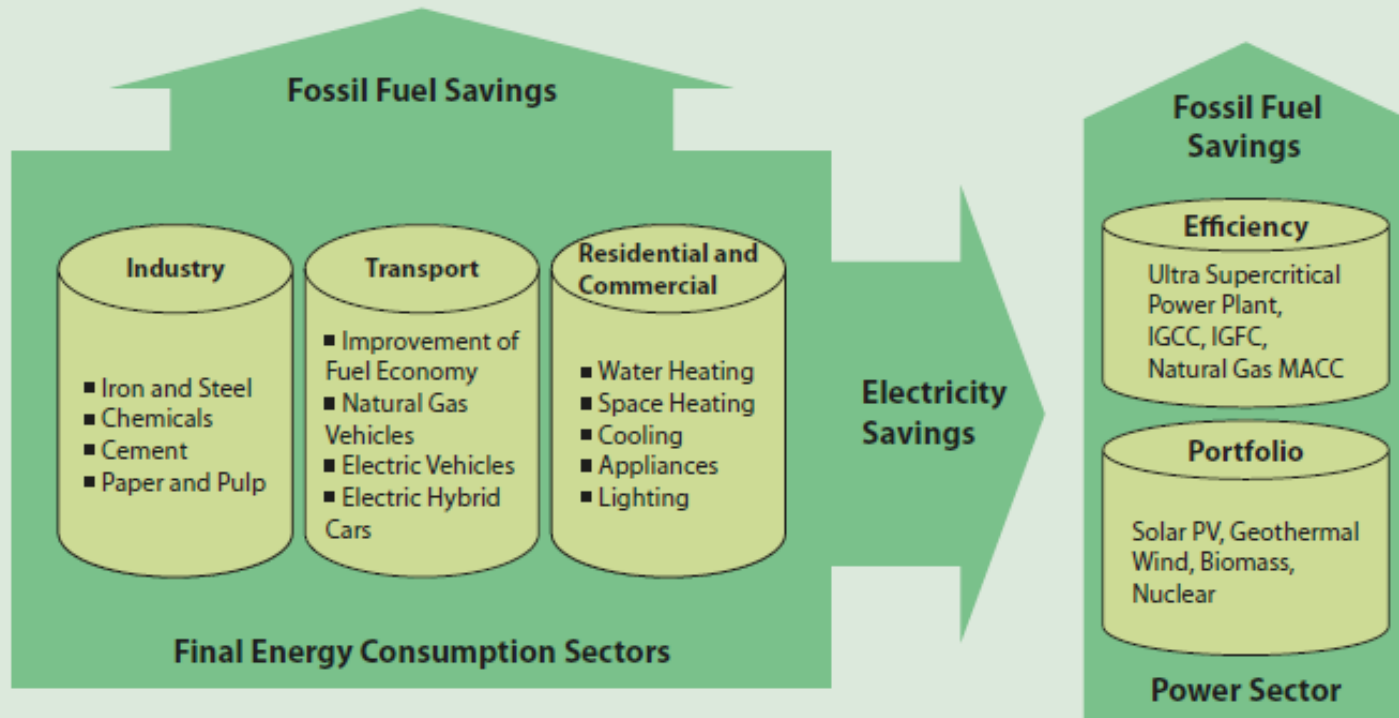 Fossil Fuel Savings
Industry
■ Iron and Steel
■ Chemicals
■ Cement
■ Paper and Pulp
Transport
■ Improvement of
Fuel Economy
■ Natural Gas
Vehicles
■ Electric Vehicles
■ Electric Hybrid
Cars
Residential and
Commercial
■ Water Heating
■ Space Heating
■ Cooling
■ Appliances
■ Lighting
Final Energy Consumption Sectors
Electricity
Savings
Fossil Fuel
Savings
Efficiency
Ultra Supercritical
Power Plant,
IGCC, IGFC,
Natural Gas MACC
Portfolio
Solar PV, Geothermal
Wind, Biomass,
Nuclear
Power Sector